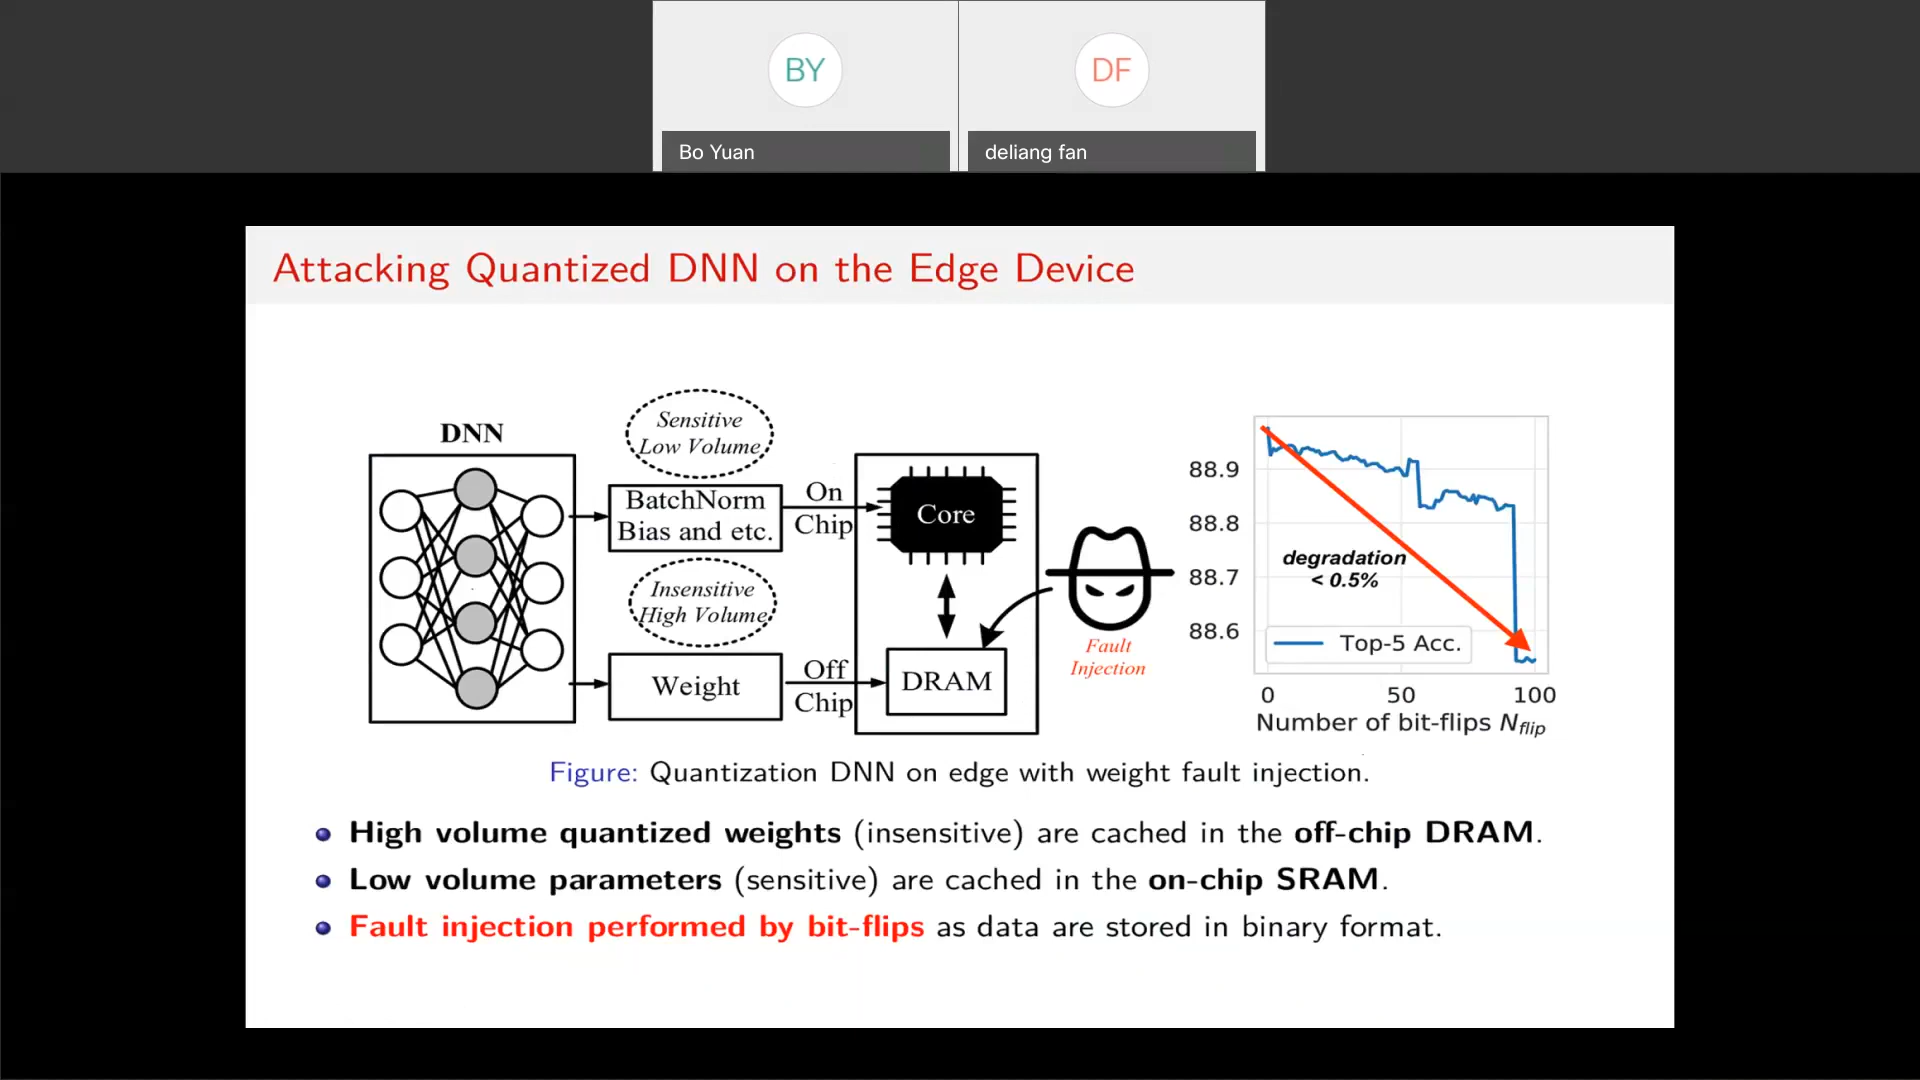 BY
DF
Bo Yuan
deliang fan
Attacking Quantized DNN on the Edge Device
DNN
Sensitive
Low Volume
BatchNorm
Bias and etc.
On
Chip
Core
Insensitive
High Volume
Weight
Off
Chip
DRAM
Fault
Injection
88.9
88.8
88.7
88.6
degradation
< 0.5%
Top-5 Acc.
0 50 100
Number of bit-flips Nflip
Figure: Quantization DNN on edge with weight fault injection.
High volume quantized weights (insensitive) are cached in the off-chip DRAM.
Low volume parameters (sensitive) are cached in the on-chip SRAM.
Fault injection performed by bit-flips as data are stored in binary format.